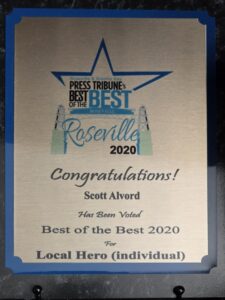 PRESS TRIBUNE's
BEST
OF THE BEST
Roseville
2020
Congratulations!
Scott Alvord
Has Been Voted
Best of the Best 2020
For
Local Hero (individual)